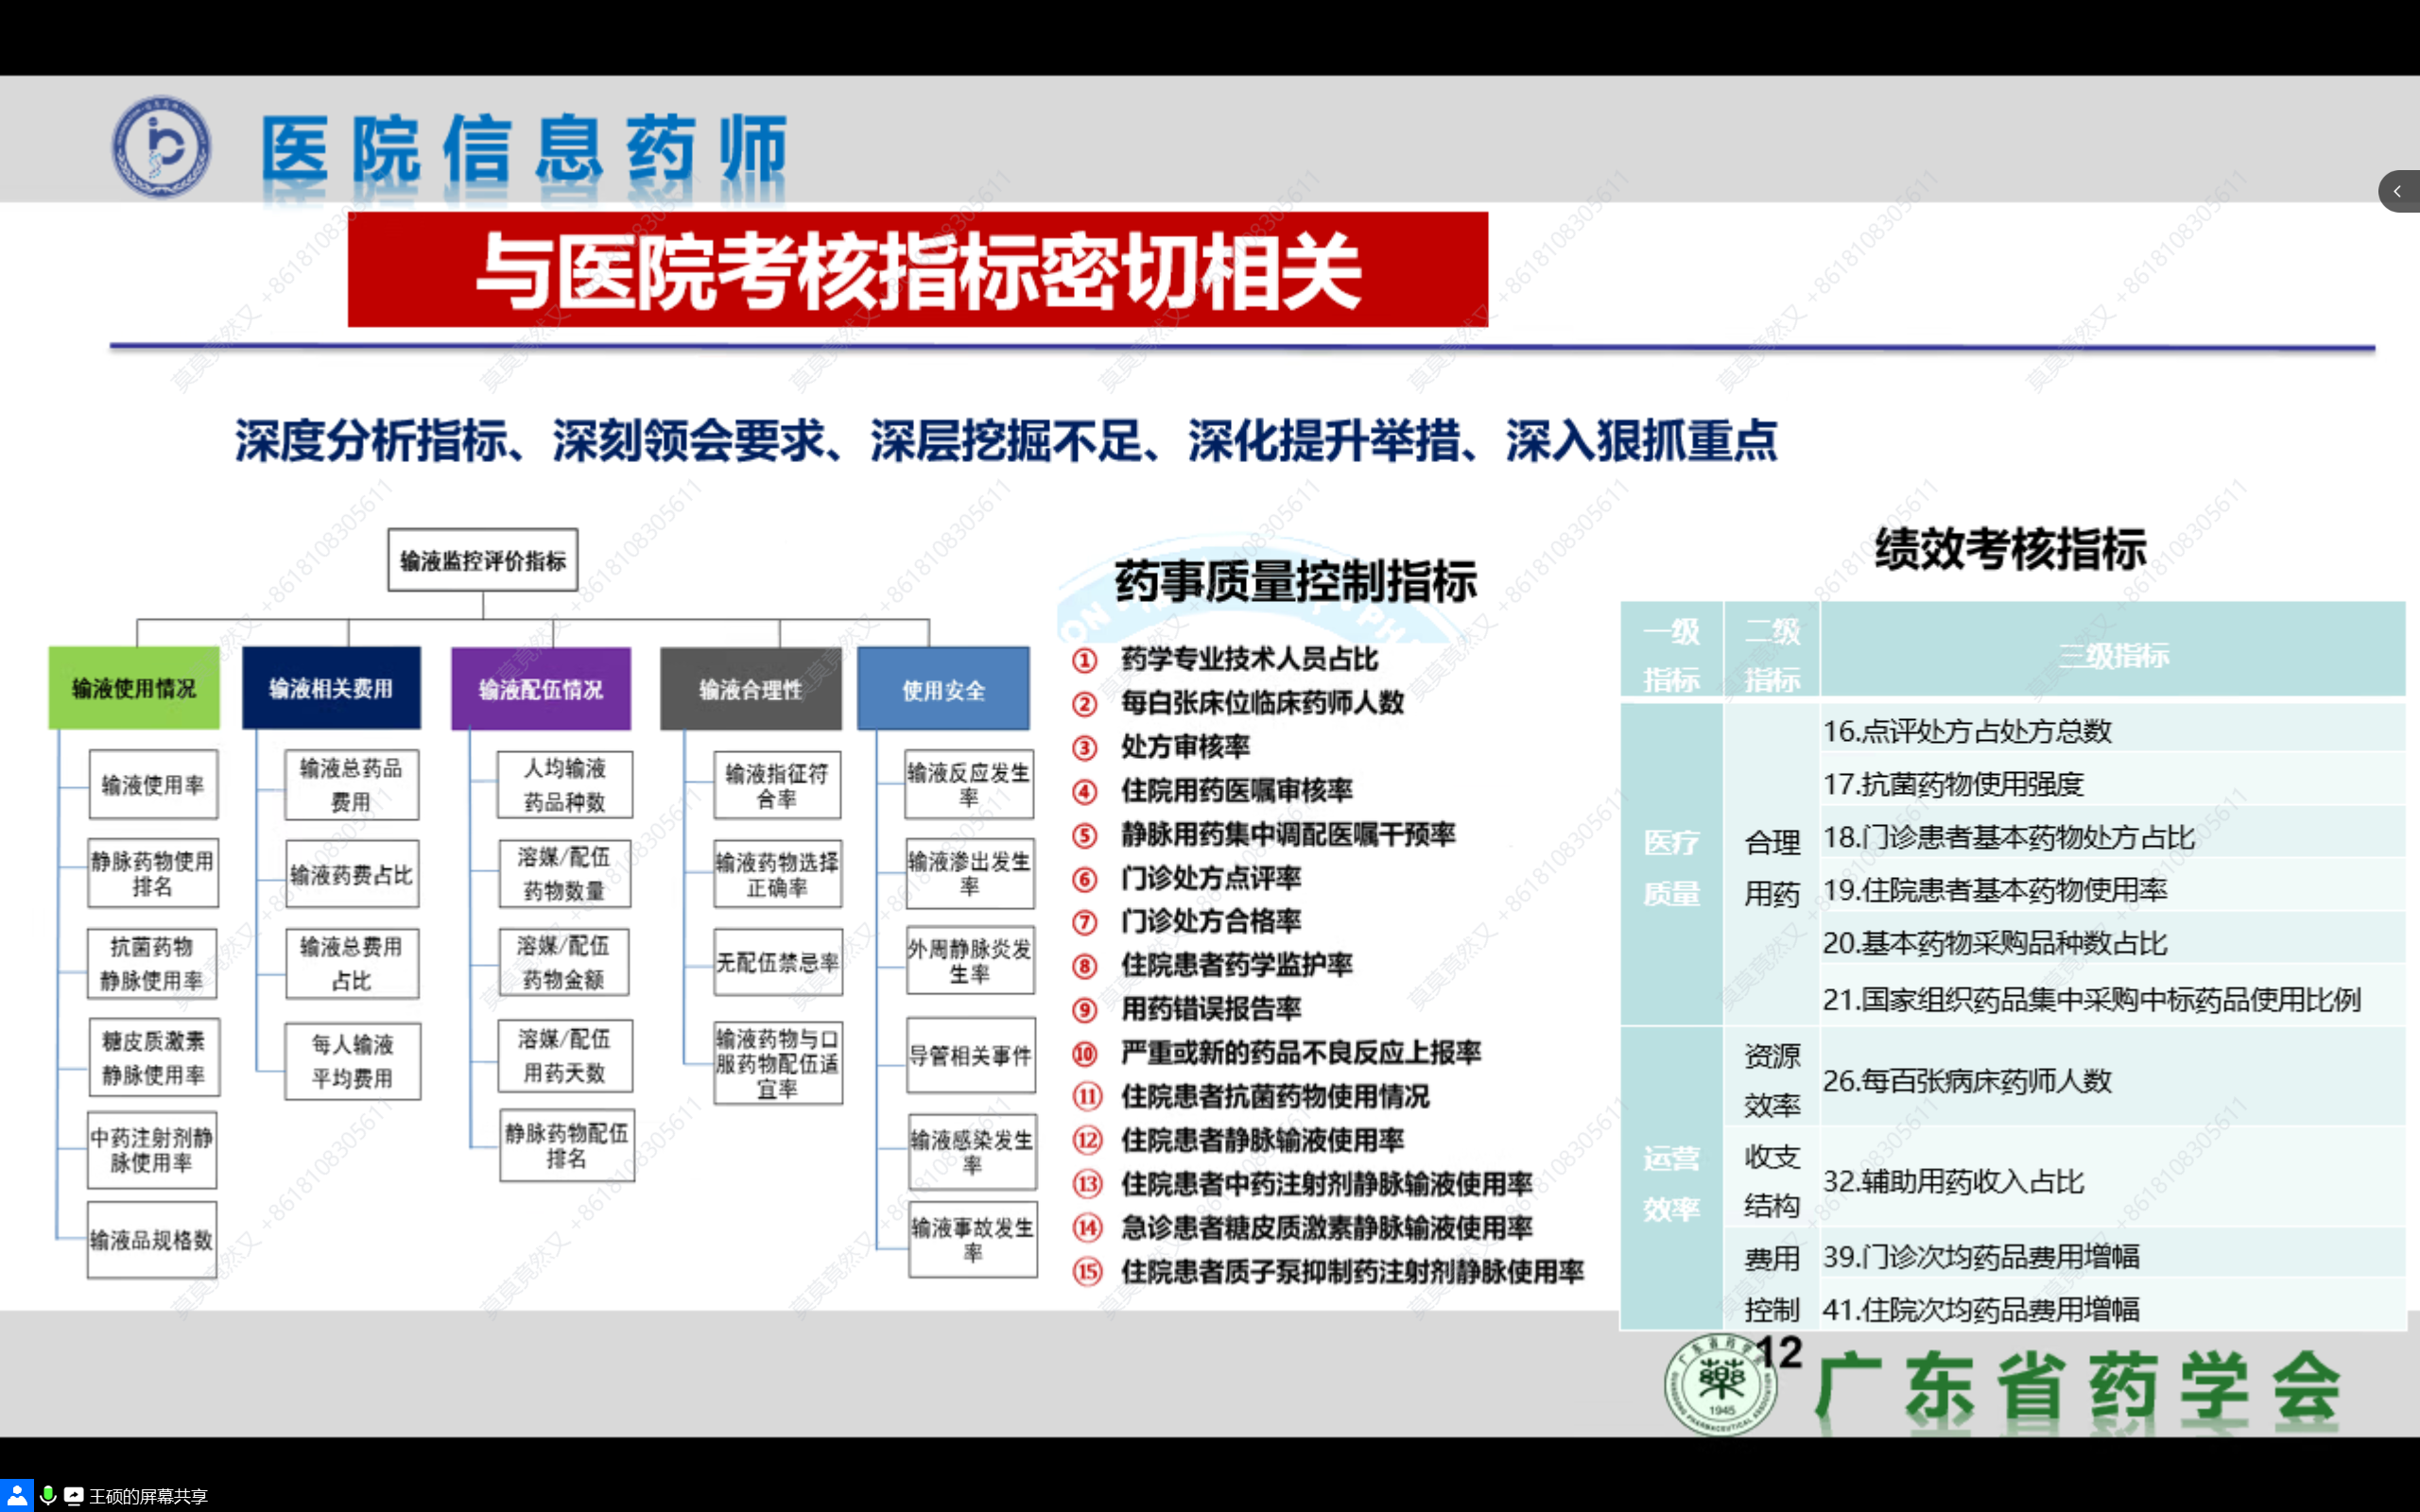 医院信息药师
与医院考核指标密切相关
深度分析指标、深刻领会要求、深层挖掘不足、深化提升举措、深入狠抓重点
输液监控评价指标
输液使用情况
输液使用率
静脉药物使用
排名
抗菌药物
静脉使用率
糖皮质激素
静脉使用率
中药注射剂静
脉使用率
输液品规格数
输液相关费用
输液总药品
费用
输液药费占比
输液总费用
占比
每人输液
平均费用
输液配伍情况
人均输液
药品种数
溶媒/配伍
药物数量
溶媒/配伍
药物金额
溶媒/配伍
用药天数
静脉药物配伍
排名
输液合理性
输液指征符
合率
输液药物选择
正确率
无配伍禁忌率
输液药物与口
服药物配伍适
宜率
使用安全
输液反应发生
率
输液渗出发生
率
外周静脉炎发
生率
导管相关事件
输液感染发生
率
输液事故发生
率
药事质量控制指标
① 药学专业技术人员占比
② 每白张床位临床药师人数
③ 处方审核率
④ 住院用药医嘱审核率
⑤ 静脉用药集中调配医嘱干预率
⑥ 门诊处方点评率
⑦ 门诊处方合格率
⑧ 住院患者药学监护率
⑨ 用药错误报告率
⑩ 严重或新的药品不良反应上报率
⑪ 住院患者抗菌药物使用情况
⑫ 住院患者静脉输液使用率
⑬ 住院患者中药注射剂静脉输液使用率
⑭ 急诊患者糖皮质激素静脉输液使用率
⑮ 住院患者质子泵抑制药注射剂静脉使用率
绩效考核指标
一级
指标
二级
指标
三级指标
医疗
质量
合理
用药
16.点评处方占处方总数
17.抗菌药物使用强度
18.门诊患者基本药物处方占比
19.住院患者基本药物使用率
20.基本药物采购品种数占比
21.国家组织药品集中采购中标药品使用比例
运营
效率
资源
效率
26.每百张病床药师人数
收支
结构
32.辅助用药收入占比
费用
控制
39.门诊次均药品费用增幅
41.住院次均药品费用增幅
12
广东省药学会
1945
王硕的屏幕共享
莫莫竟然又 +8618108305611